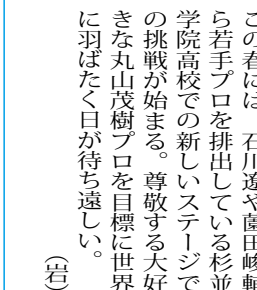 この春には、石川遼や薗田峻輔
ら若手プロを排出している杉並
学院高校での新しいステージで
の挑戦が始まる。尊敬する大好
きな丸山茂樹プロを目標に世界
に羽ばたく日が待ち遠しい。
（岩）